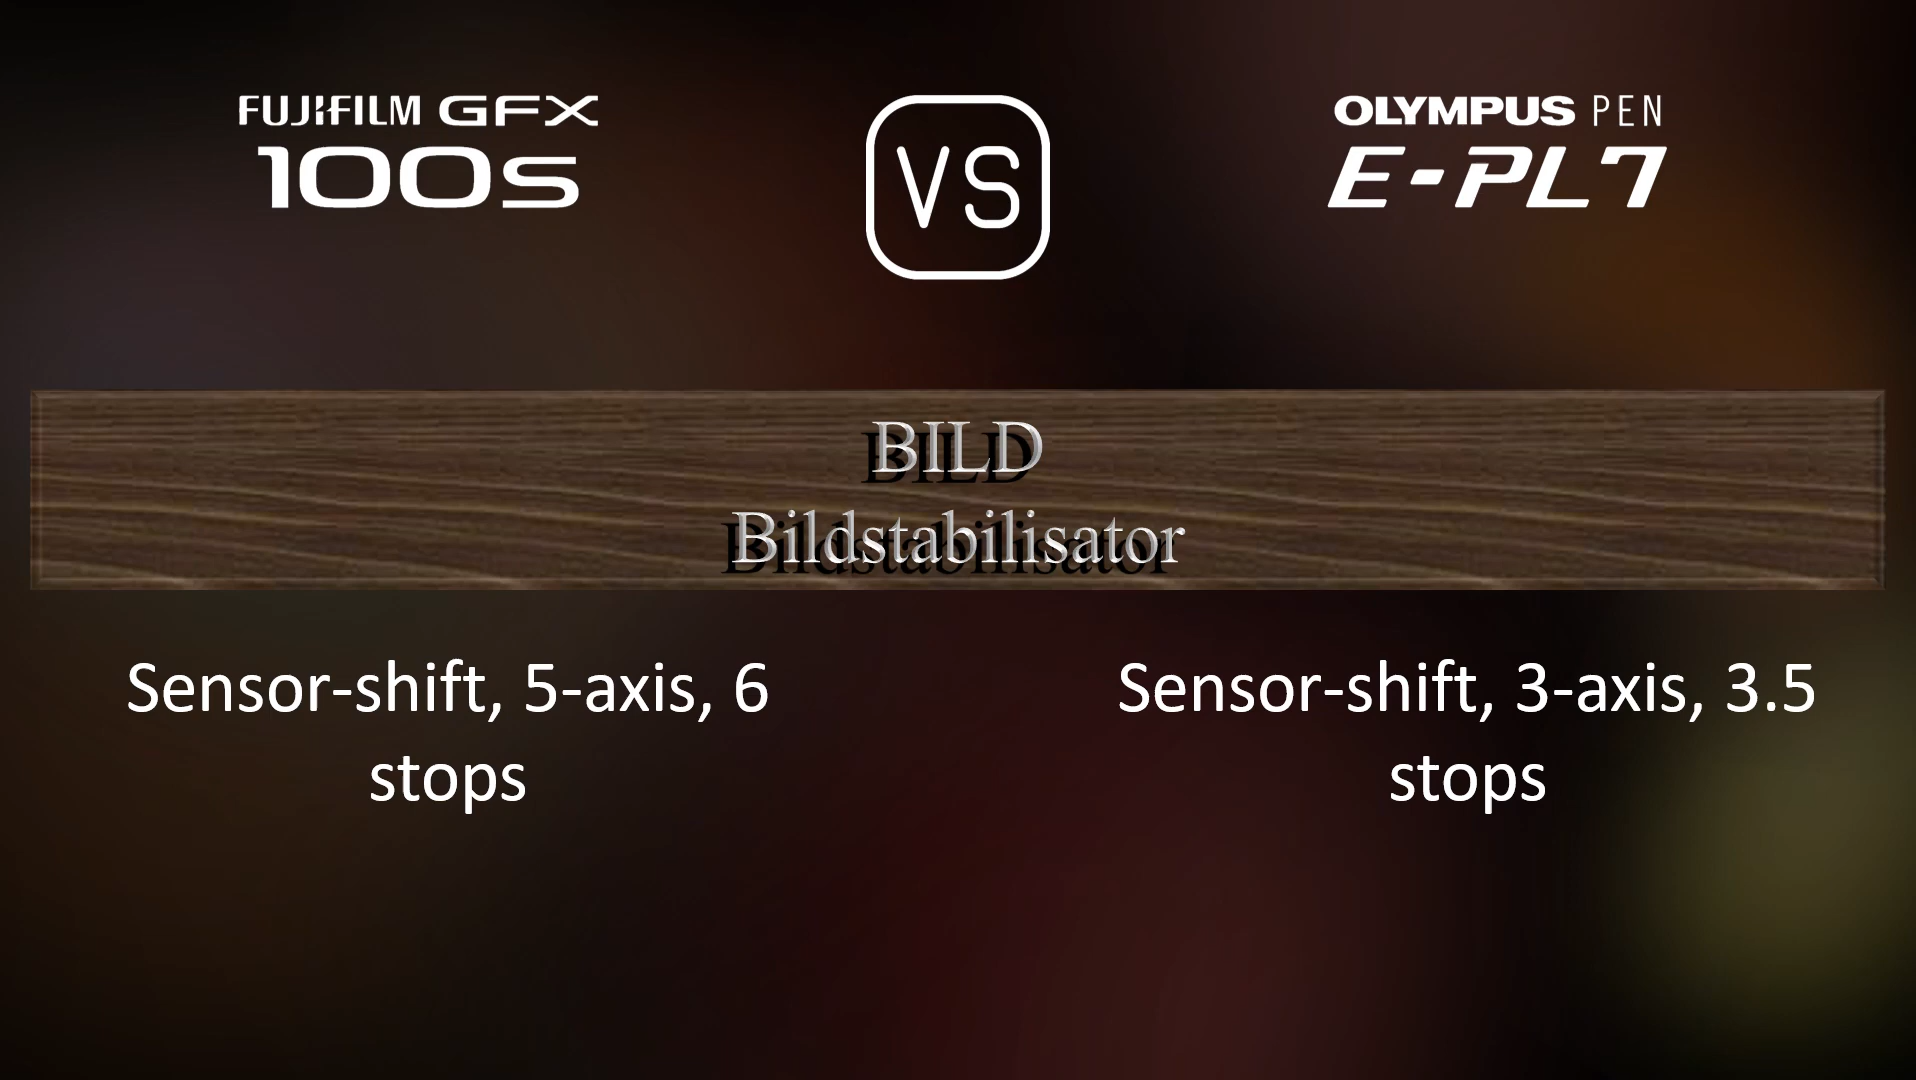 FUJIFILM GFX
100S
VS
OLYMPUS PEN
E-PL7
BILD
Bildstabilisator
Sensor-shift, 5-axis, 6
stops
Sensor-shift, 3-axis, 3.5
stops